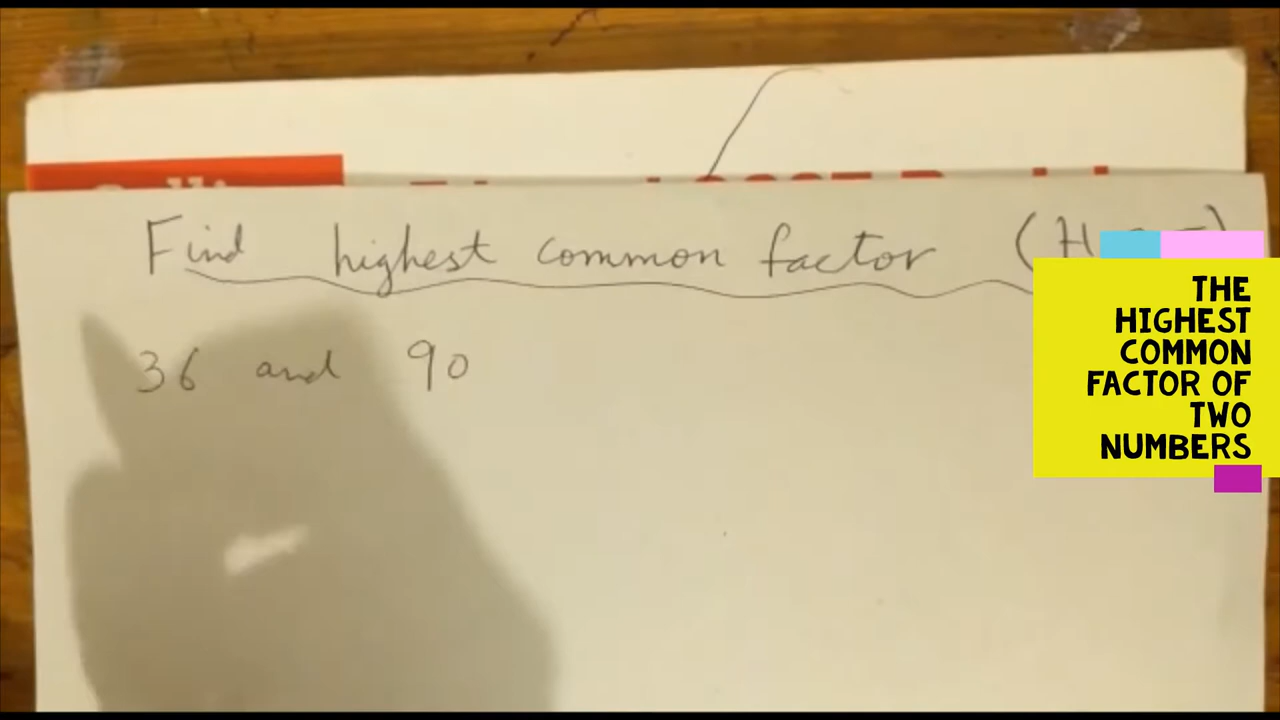 Find highest common factor
36 and 90
THE
HIGHEST
COMMON
FACTOR OF
TWO
NUMBERS